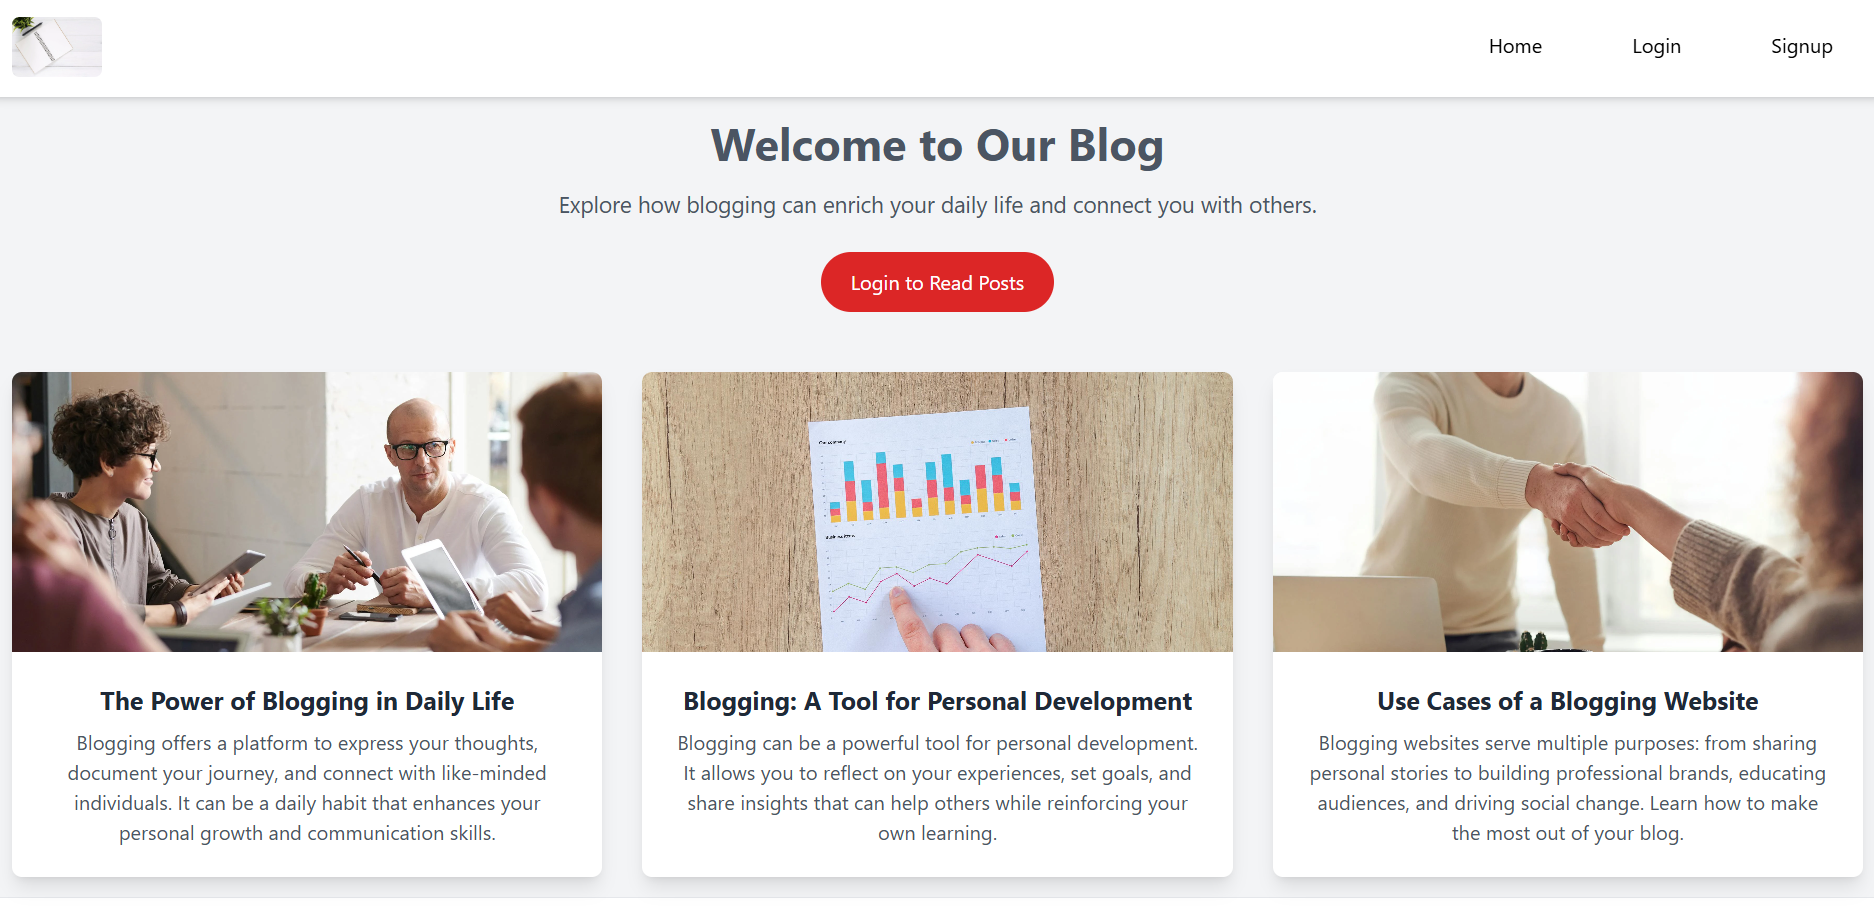 Home Login Signup
Welcome to Our Blog
Explore how blogging can enrich your daily life and connect you with others.
Login to Read Posts
Our company
The Power of Blogging in Daily Life
Blogging offers a platform to express your thoughts,
document your journey, and connect with like-minded
individuals. It can be a daily habit that enhances your
personal growth and communication skills.
Blogging: A Tool for Personal Development
Blogging can be a powerful tool for personal development.
It allows you to reflect on your experiences, set goals, and
share insights that can help others while reinforcing your
own learning.
Use Cases of a Blogging Website
Blogging websites serve multiple purposes: from sharing
personal stories to building professional brands, educating
audiences, and driving social change. Learn how to make
the most out of your blog.